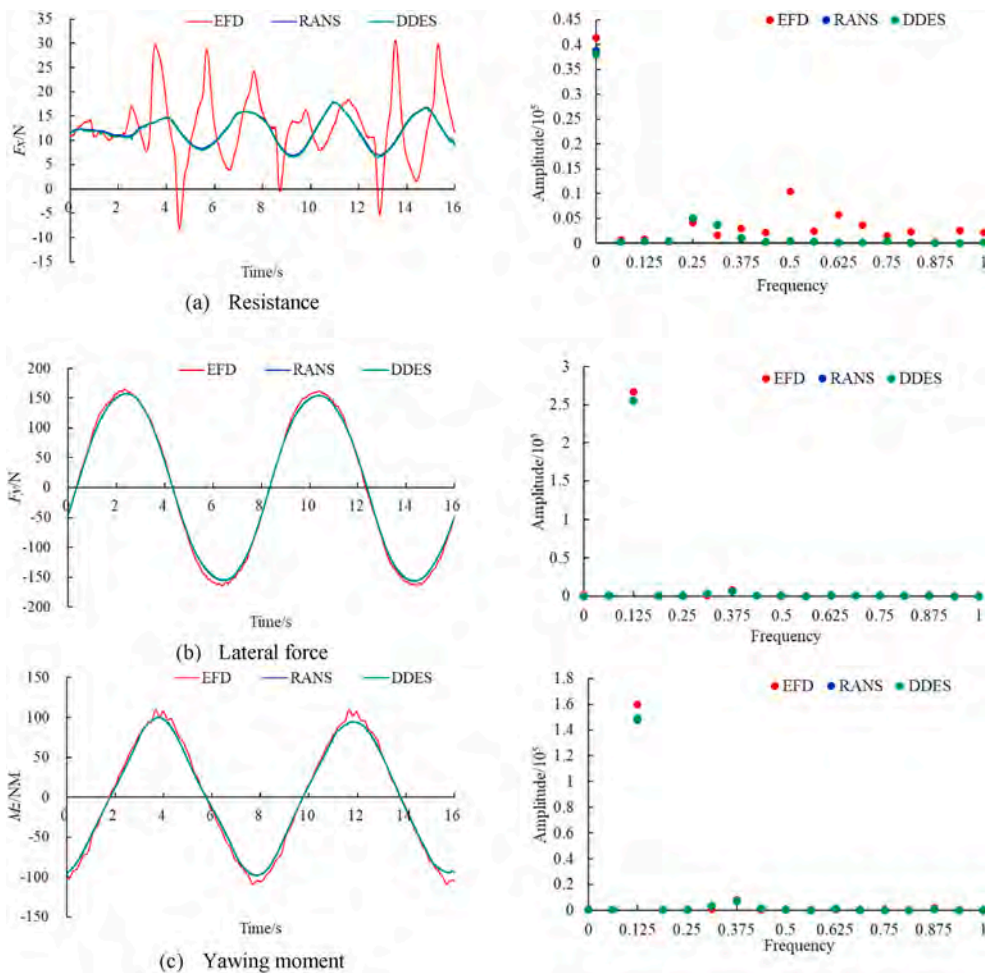 EFD RANS DDES
Fx/N
35
30
25
20
15
10
5
0
-5
-10
-15
0 2 4 6 8 10 12 14 16
Time/s
(a) Resistance
EFD RANS DDES
Amplitude/10⁵
0.45
0.4
0.35
0.3
0.25
0.2
0.15
0.1
0.05
0
0 0.125 0.25 0.375 0.5 0.625 0.75 0.875 1
Frequency
EFD RANS DDES
Fy/N
200
150
100
50
0
-50
-100
-150
-200
0 2 4 6 8 10 12 14 16
Time/s
(b) Lateral force
EFD RANS DDES
Amplitude/10⁵
3
2.5
2
1.5
1
0.5
0
0 0.125 0.25 0.375 0.5 0.625 0.75 0.875 1
Frequency
EFD RANS DDES
Mz/NM
150
100
50
0
-50
-100
-150
0 2 4 6 8 10 12 14 16
Time/s
(c) Yawing moment
EFD RANS DDES
Amplitude/10⁵
1.8
1.6
1.4
1.2
1
0.8
0.6
0.4
0.2
0
0 0.125 0.25 0.375 0.5 0.625 0.75 0.875 1
Frequency